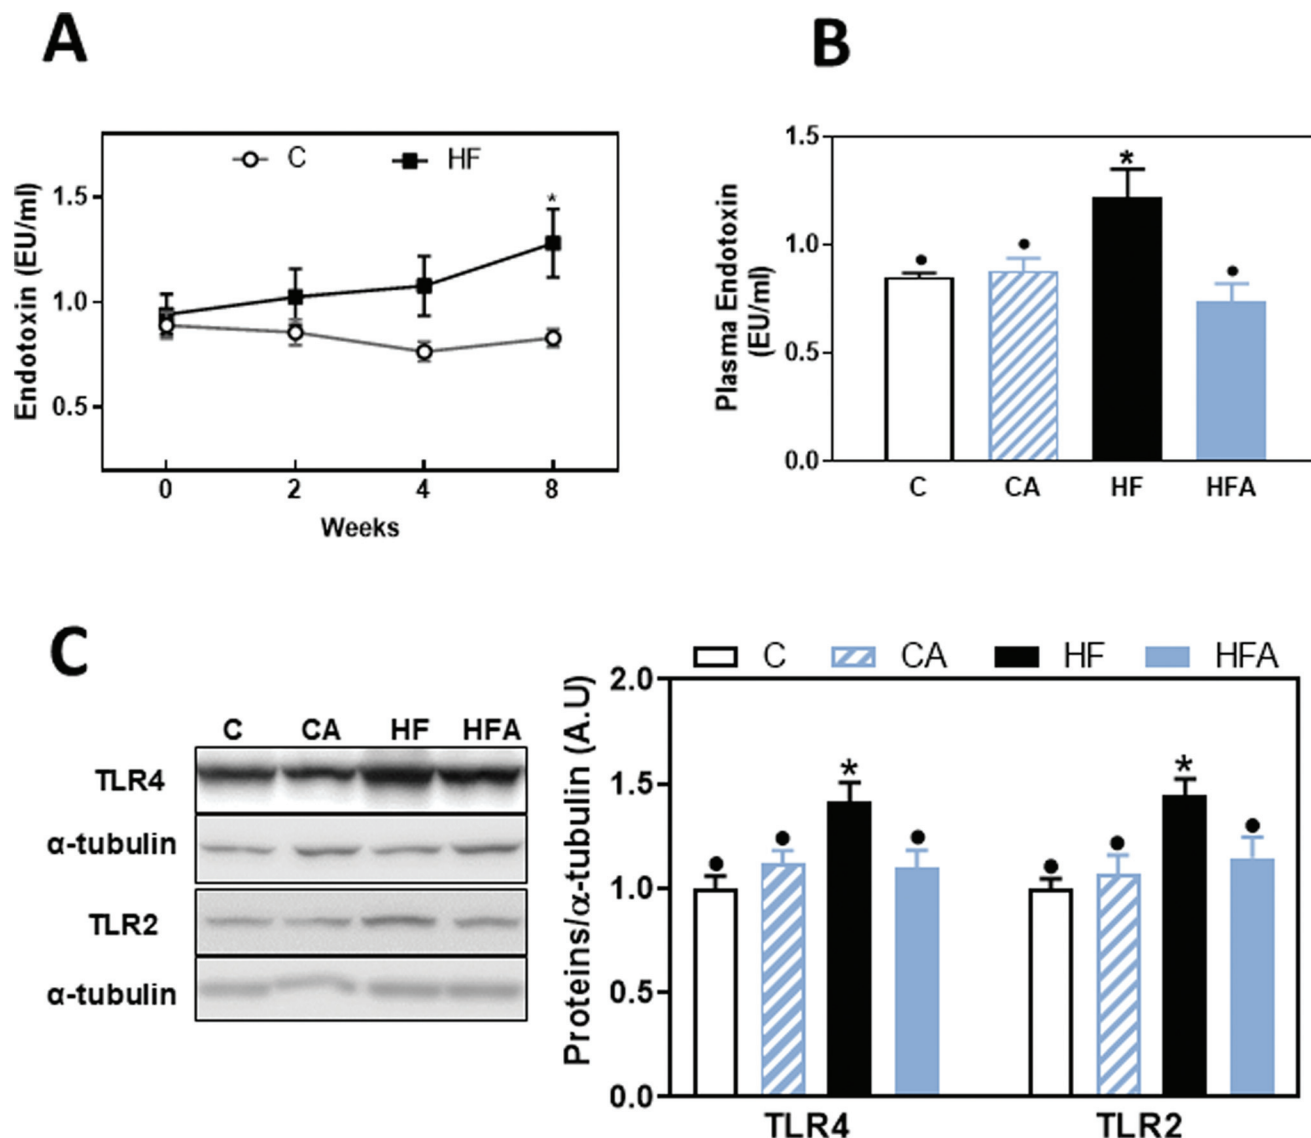 A
C HF
*
Endotoxin (EU/ml)
1.5
1.0
0.5
0 2 4 8
Weeks
B
Plasma Endotoxin
(EU/ml)
1.5
1.0
0.5
0.0
*
C CA HF HFA
C
C CA HF HFA
TLR4
α-tubulin
TLR2
α-tubulin
C CA HF HFA
Proteins/α-tubulin (A.U)
2.0
1.5
1.0
0.5
0.0
* *
TLR4 TLR2